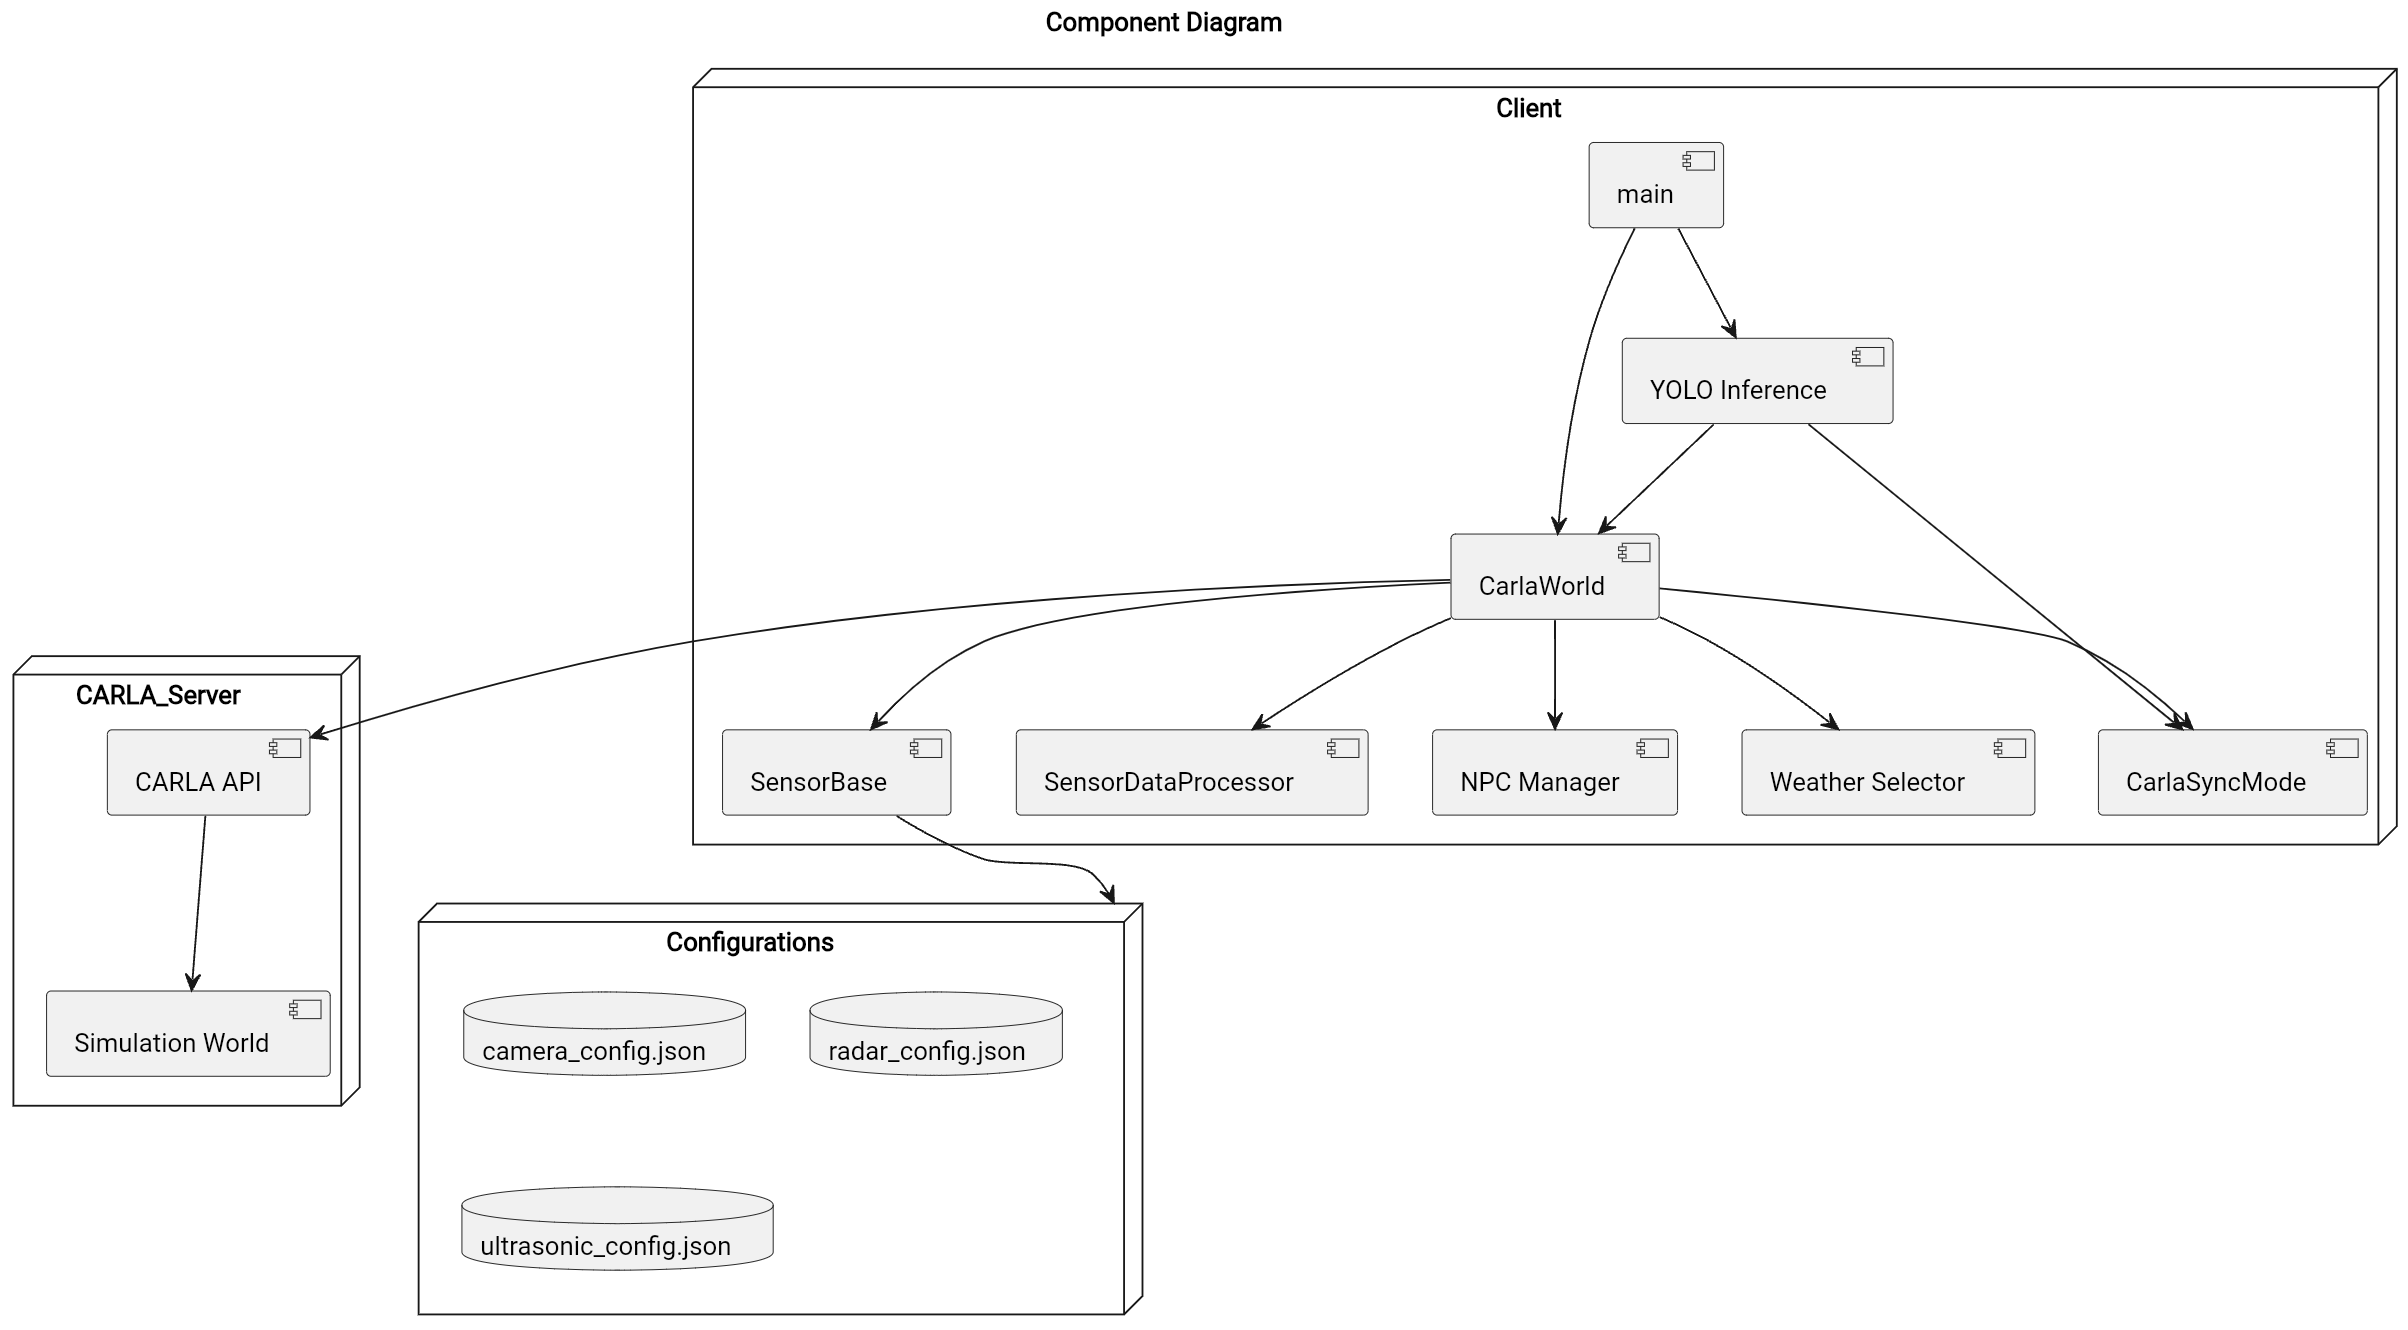 Component Diagram
Client
main
YOLO Inference
CarlaWorld
CARLA_Server
CARLA API
SensorBase
SensorDataProcessor
NPC Manager
Weather Selector
CarlaSyncMode
Configurations
Simulation World
camera_config.json
radar_config.json
ultrasonic_config.json